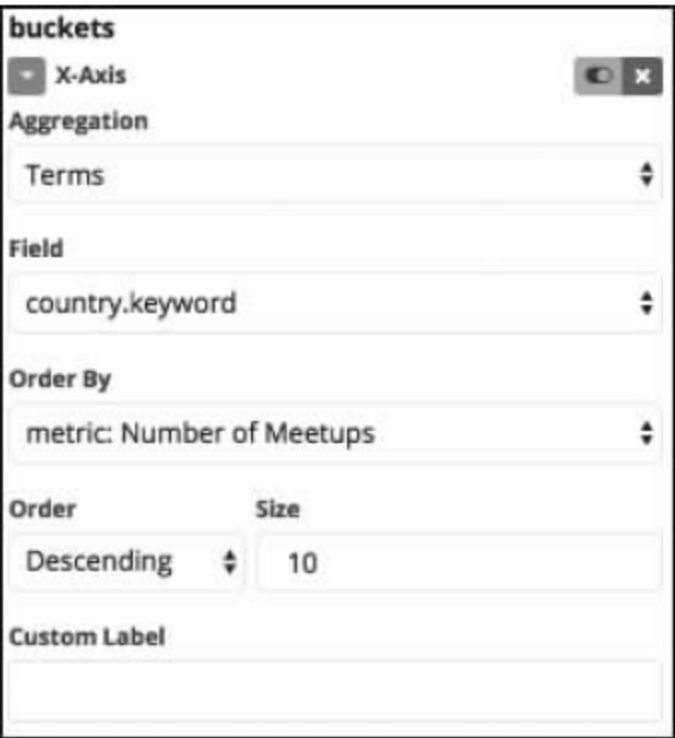 buckets
X-Axis
Aggregation
Terms
Field
country.keyword
Order By
metric: Number of Meetups
Order Size
Descending 10
Custom Label